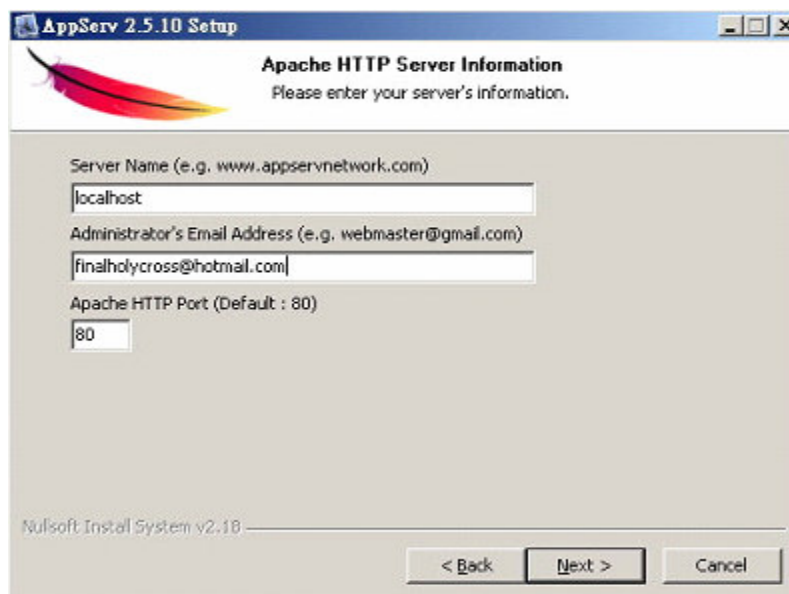 AppServ 2.5.10 Setup
Apache HTTP Server Information
Please enter your server's information.
Server Name (e.g. www.appservnetwork.com)
localhost
Administrator's Email Address (e.g. webmaster@gmail.com)
finalholycross@hotmail.com
Apache HTTP Port (Default : 80)
80
Nullsoft Install System v2.18
< Back
Next >
Cancel